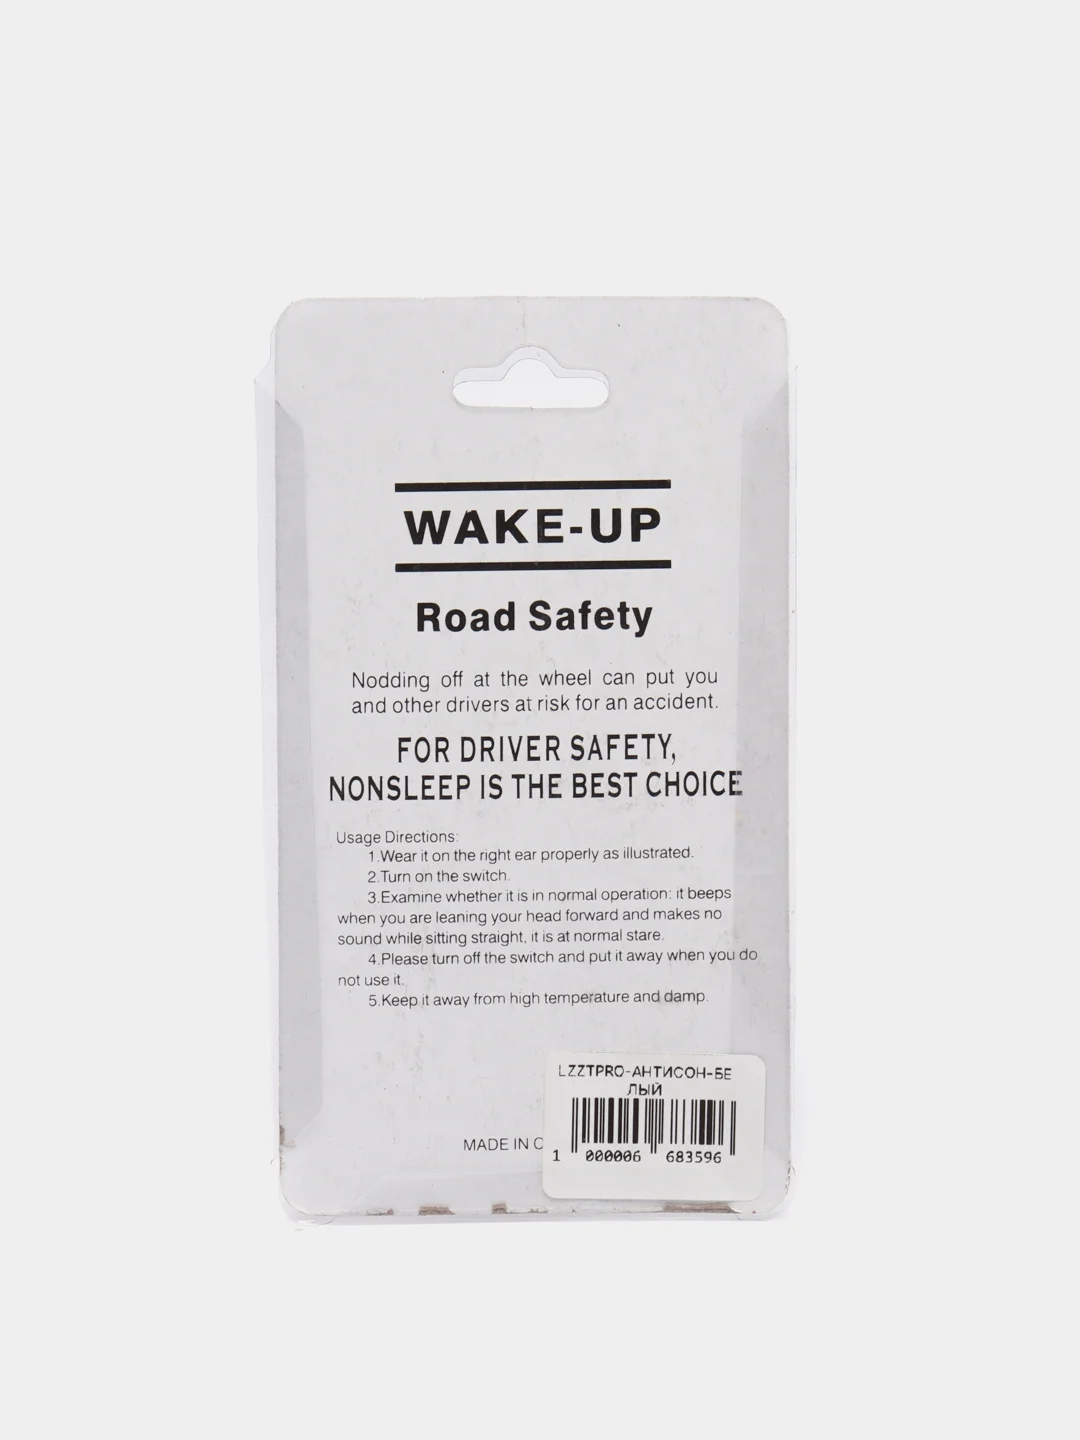 WAKE-UP
Road Safety
Nodding off at the wheel can put you
and other drivers at risk for an accident.
FOR DRIVER SAFETY,
NONSLEEP IS THE BEST CHOICE
Usage Directions:
1.Wear it on the right ear properly as illustrated.
2.Turn on the switch.
3.Examine whether it is in normal operation: it beeps
when you are leaning your head forward and makes no
sound while sitting straight, it is at normal stare.
4.Please turn off the switch and put it away when you do
not use it.
5.Keep it away from high temperature and damp.
LZZTPRO-АНТИСОН-БЕ
ЛЫЙ
MADE IN C
1 000006 683596